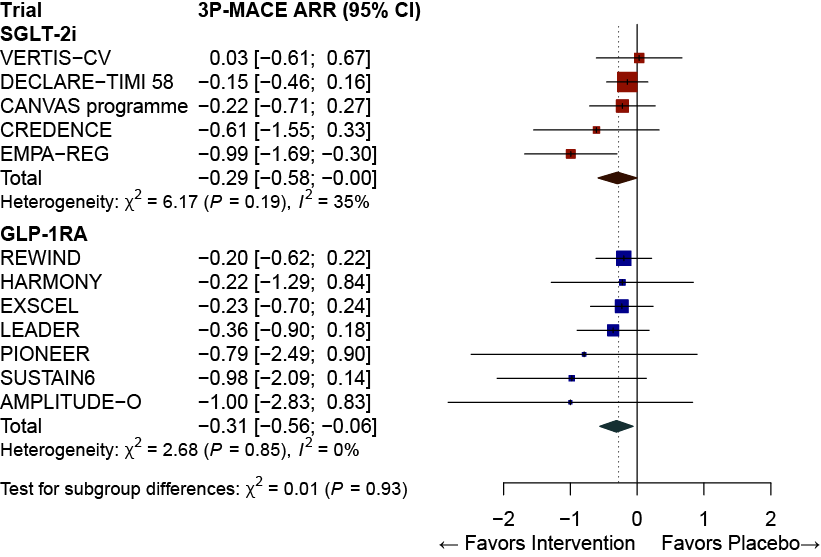 Trial 3P-MACE ARR (95% CI)
SGLT-2i
VERTIS−CV 0.03 [−0.61; 0.67]
DECLARE−TIMI 58 −0.15 [−0.46; 0.16]
CANVAS programme −0.22 [−0.71; 0.27]
CREDENCE −0.61 [−1.55; 0.33]
EMPA−REG −0.99 [−1.69; −0.30]
Total −0.29 [−0.58; −0.00]
Heterogeneity: χ² = 6.17 (P = 0.19), I² = 35%
GLP-1RA
REWIND −0.20 [−0.62; 0.22]
HARMONY −0.22 [−1.29; 0.84]
EXSCEL −0.23 [−0.70; 0.24]
LEADER −0.36 [−0.90; 0.18]
PIONEER −0.79 [−2.49; 0.90]
SUSTAIN6 −0.98 [−2.09; 0.14]
AMPLITUDE−O −1.00 [−2.83; 0.83]
Total −0.31 [−0.56; −0.06]
Heterogeneity: χ² = 2.68 (P = 0.85), I² = 0%
Test for subgroup differences: χ² = 0.01 (P = 0.93)
−2 −1 0 1 2
← Favors Intervention Favors Placebo→